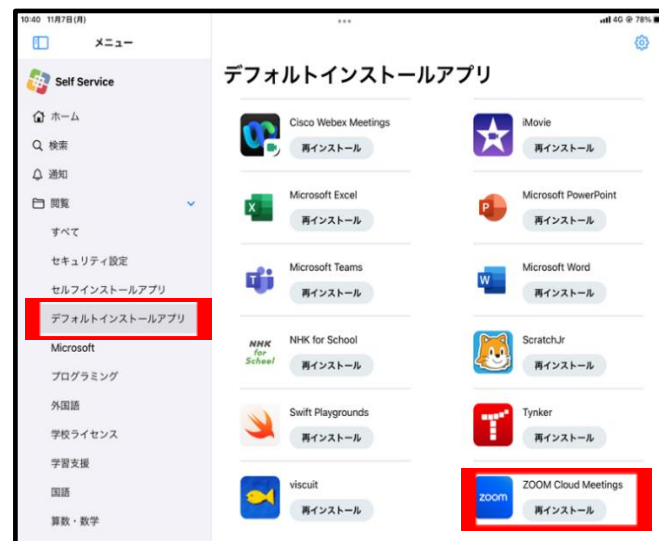 10:40 11月7日(月)
4G
78%
メニュー
Self Service
ホーム
検索
通知
閲覧
すべて
セキュリティ設定
セルフインストールアプリ
デフォルトインストールアプリ
Microsoft
プログラミング
外国語
学校ライセンス
学習支援
国語
算数・数学
デフォルトインストールアプリ
Cisco Webex Meetings
再インストール
iMovie
再インストール
Microsoft Excel
再インストール
Microsoft PowerPoint
再インストール
Microsoft Teams
再インストール
Microsoft Word
再インストール
NHK
for
School
NHK for School
再インストール
ScratchJr
再インストール
Swift Playgrounds
再インストール
Tynker
再インストール
viscuit
再インストール
zoom
ZOOM Cloud Meetings
再インストール